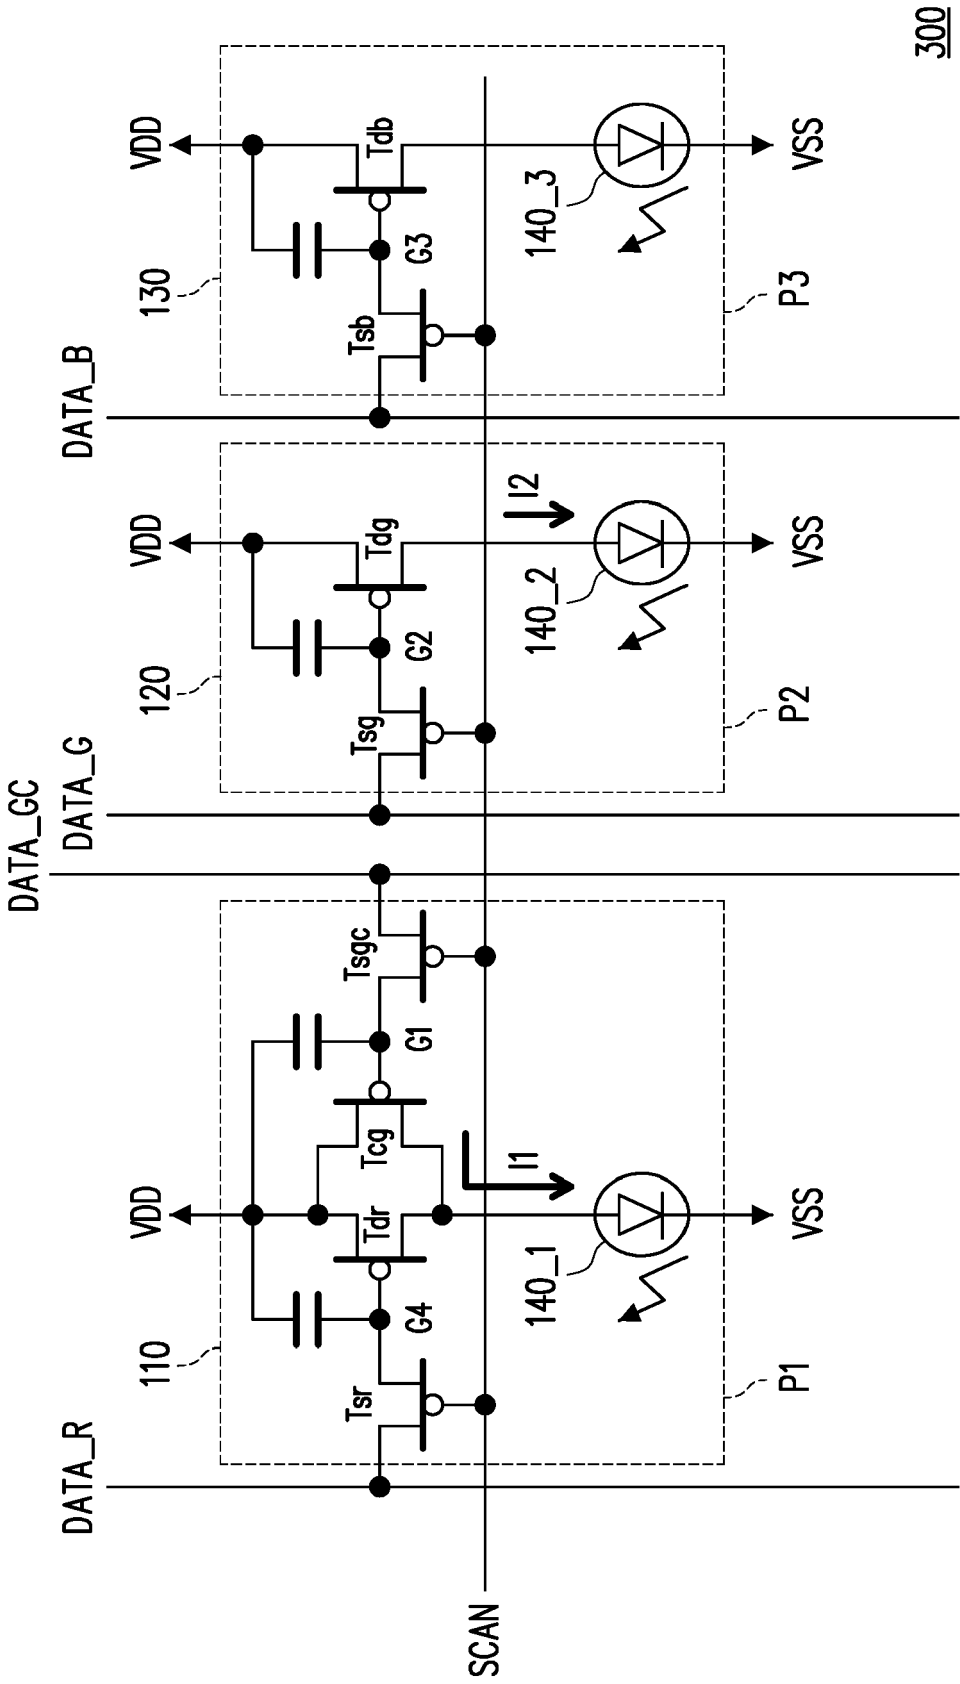 DATA_R
DATA_GC
DATA_G
DATA_B
110
VDD
120
VDD
130
VDD
Tsr
G4
Tdr
Tcg
G1
Tsgc
Tsg
G2
Tdg
Tsb
G3
Tdb
SCAN
I1
I2
140_1
140_2
140_3
P1
VSS
P2
VSS
P3
VSS
300